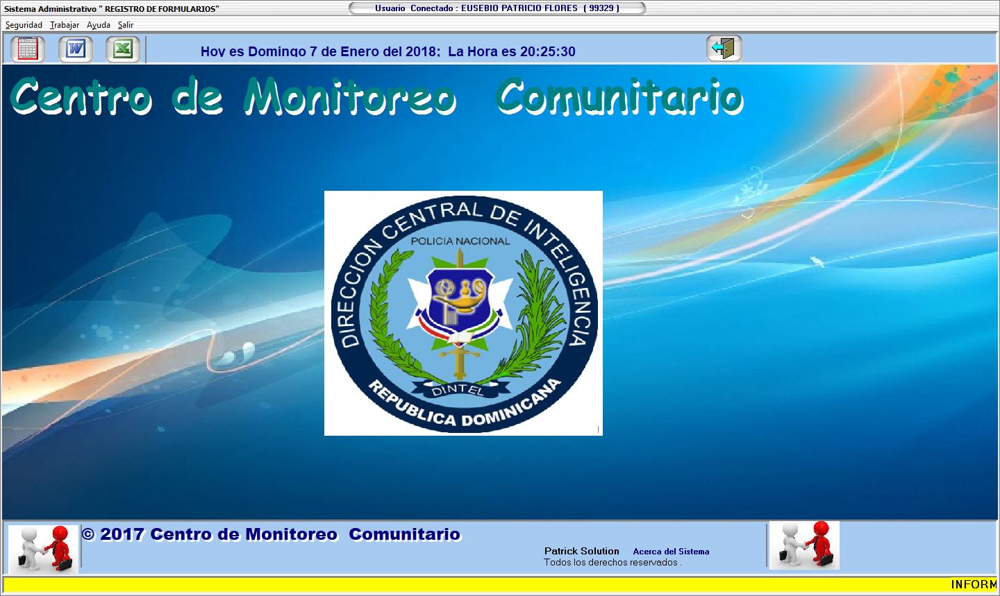 Sistema Administrativo " REGISTRO DE FORMULARIOS"
Usuario Conectado : EUSEBIO PATRICIO FLORES ( 99329 )
Seguridad Trabajar Ayuda Salir
Hoy es Domingo 7 de Enero del 2018; La Hora es 20:25:30
Centro de Monitoreo Comunitario
DIRECCION CENTRAL DE INTELIGENCIA
POLICIA NACIONAL
DINTEL
REPUBLICA DOMINICANA
© 2017 Centro de Monitoreo Comunitario
Patrick Solution Acerca del Sistema
Todos los derechos reservados .
INFORM